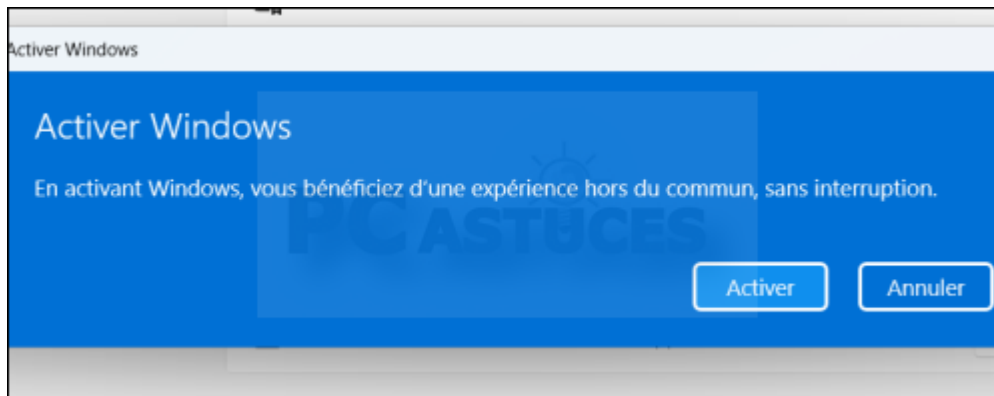 Activer Windows
Activer Windows
En activant Windows, vous bénéficiez d'une expérience hors du commun, sans interruption.
PC ASTUCES
Activer
Annuler